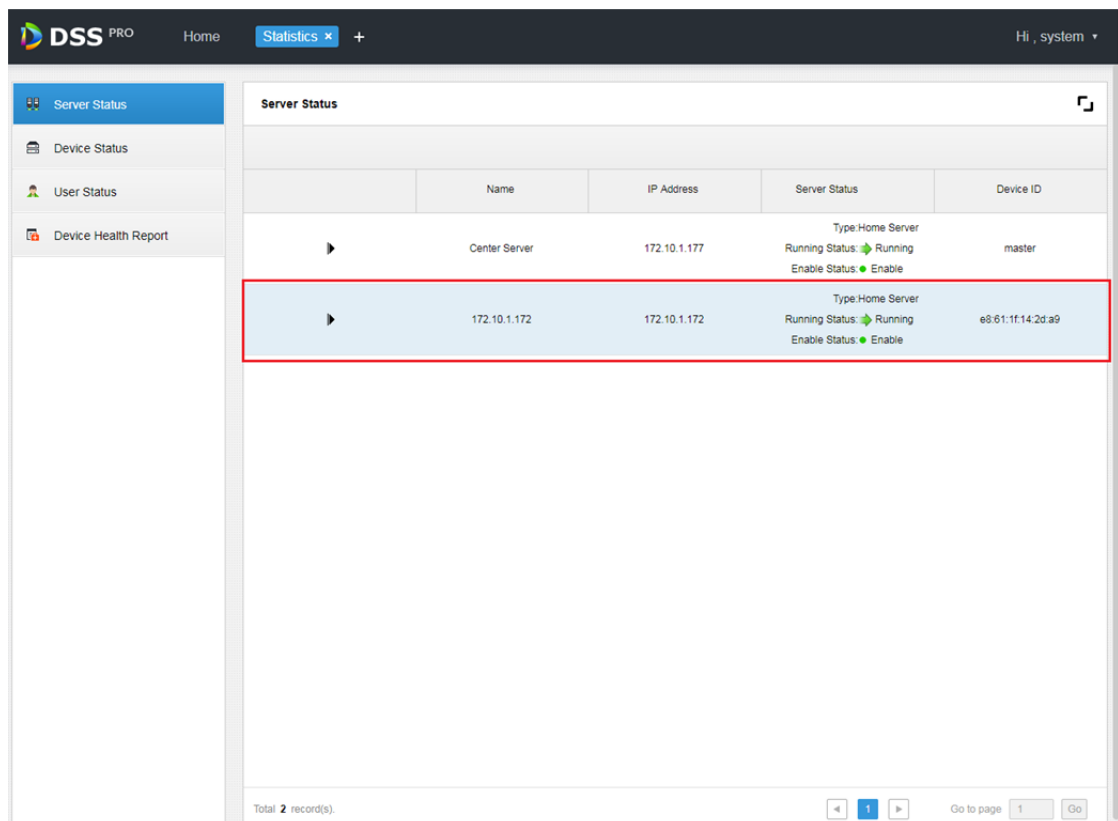 DSS PRO Home Statistics × + Hi , system
Server Status
Device Status
User Status
Device Health Report
Server Status
Name IP Address Server Status Device ID
Type:Home Server
Center Server 172.10.1.177 Running Status: Running master
Enable Status: Enable
Type:Home Server
172.10.1.172 172.10.1.172 Running Status: Running e8:61:1f:14:2d:a9
Enable Status: Enable
Total 2 record(s). 1 Go to page 1 Go